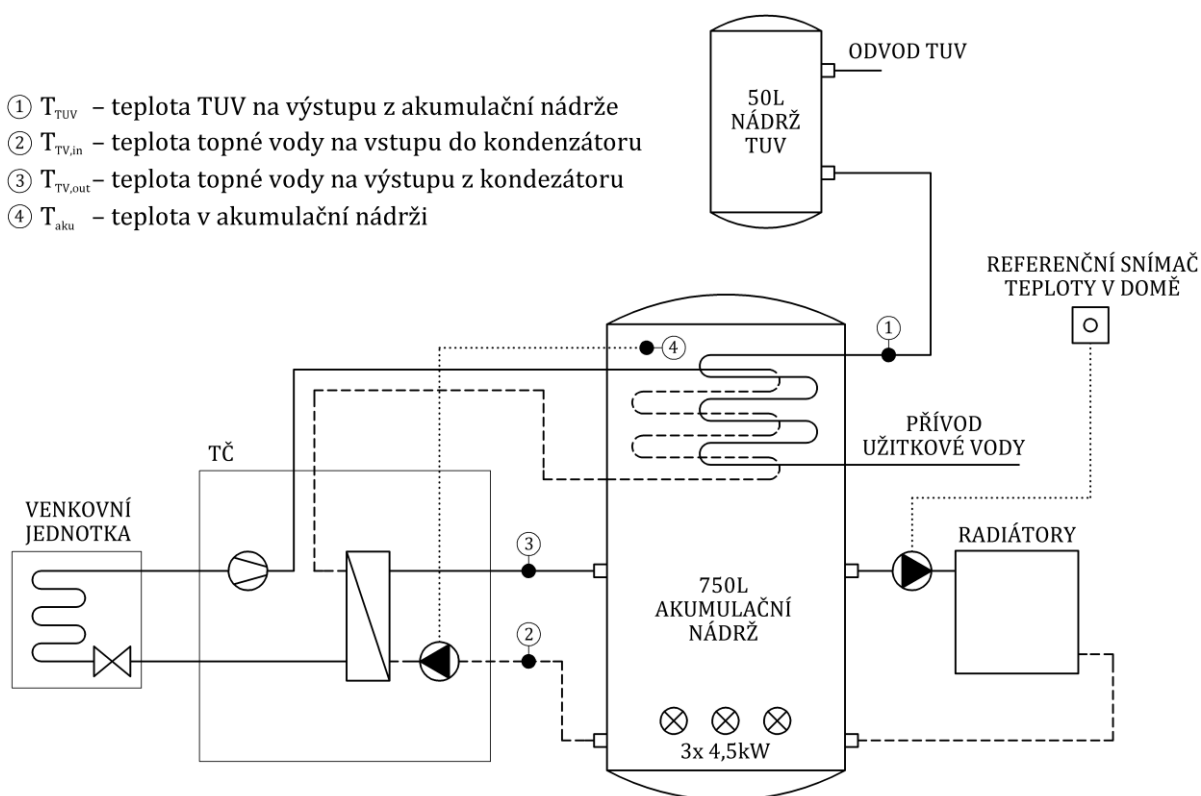 ① T_TUV – teplota TUV na výstupu z akumulační nádrže
② T_TV,in – teplota topné vody na vstupu do kondenzátoru
③ T_TV,out – teplota topné vody na výstupu z kondezátoru
④ T_aku – teplota v akumulační nádrži
ODVOD TUV
50L
NÁDRŽ
TUV
REFERENČNÍ SNÍMAČ
TEPLOTY V DOMĚ
①
④
PŘÍVOD
UŽITKOVÉ VODY
TČ
VENKOVNÍ
JEDNOTKA
③
②
RADIÁTORY
750L
AKUMULAČNÍ
NÁDRŽ
3x 4,5kW